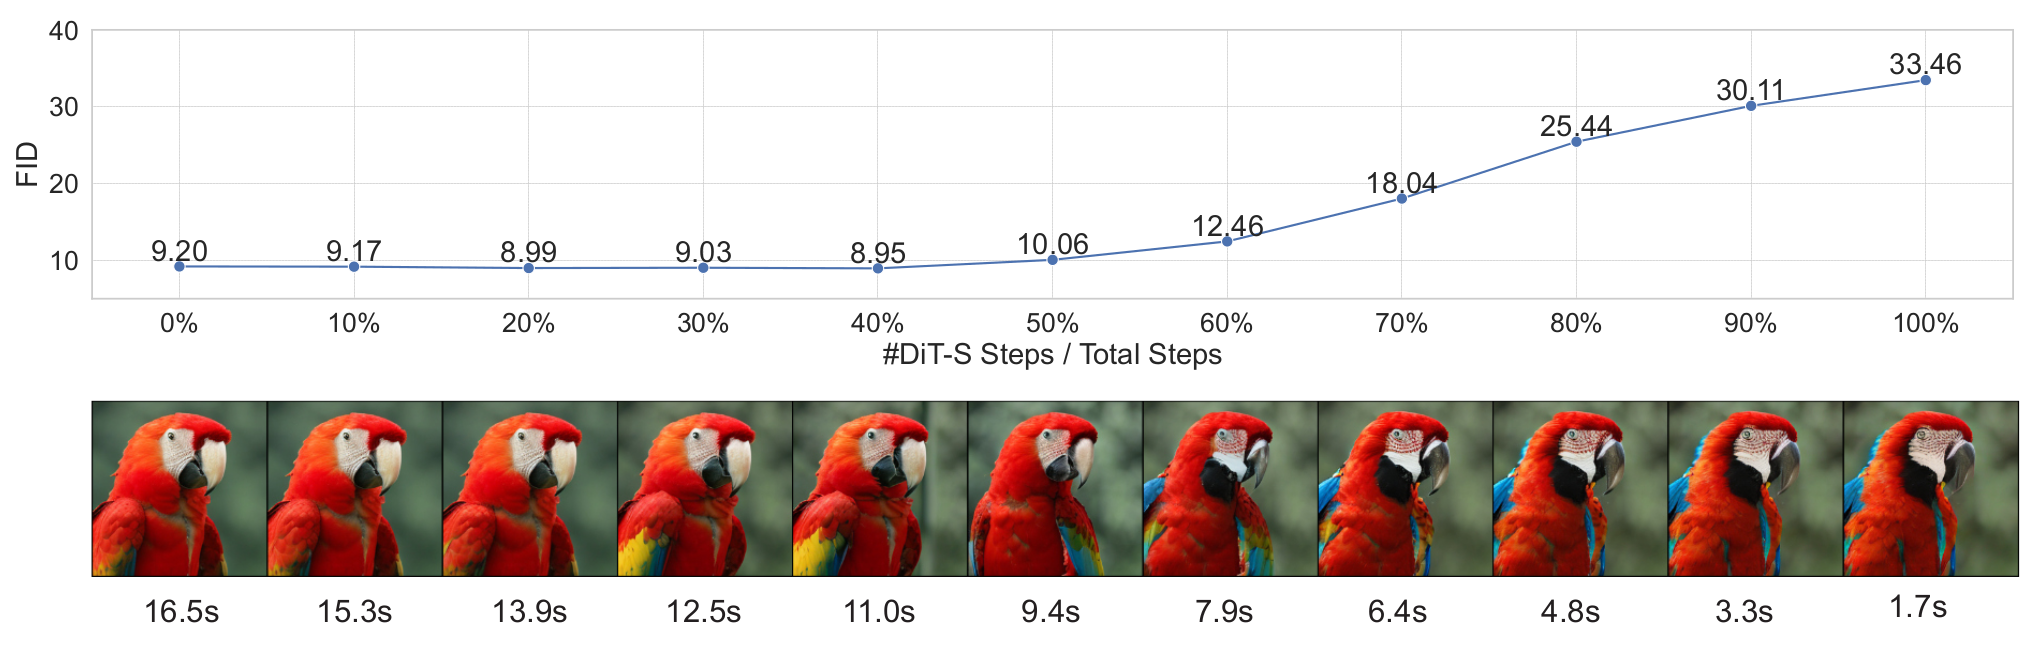 40
30
20
10
FID
9.20 9.17 8.99 9.03 8.95 10.06 12.46 18.04 25.44 30.11 33.46
0% 10% 20% 30% 40% 50% 60% 70% 80% 90% 100%
#DiT-S Steps / Total Steps
16.5s 15.3s 13.9s 12.5s 11.0s 9.4s 7.9s 6.4s 4.8s 3.3s 1.7s